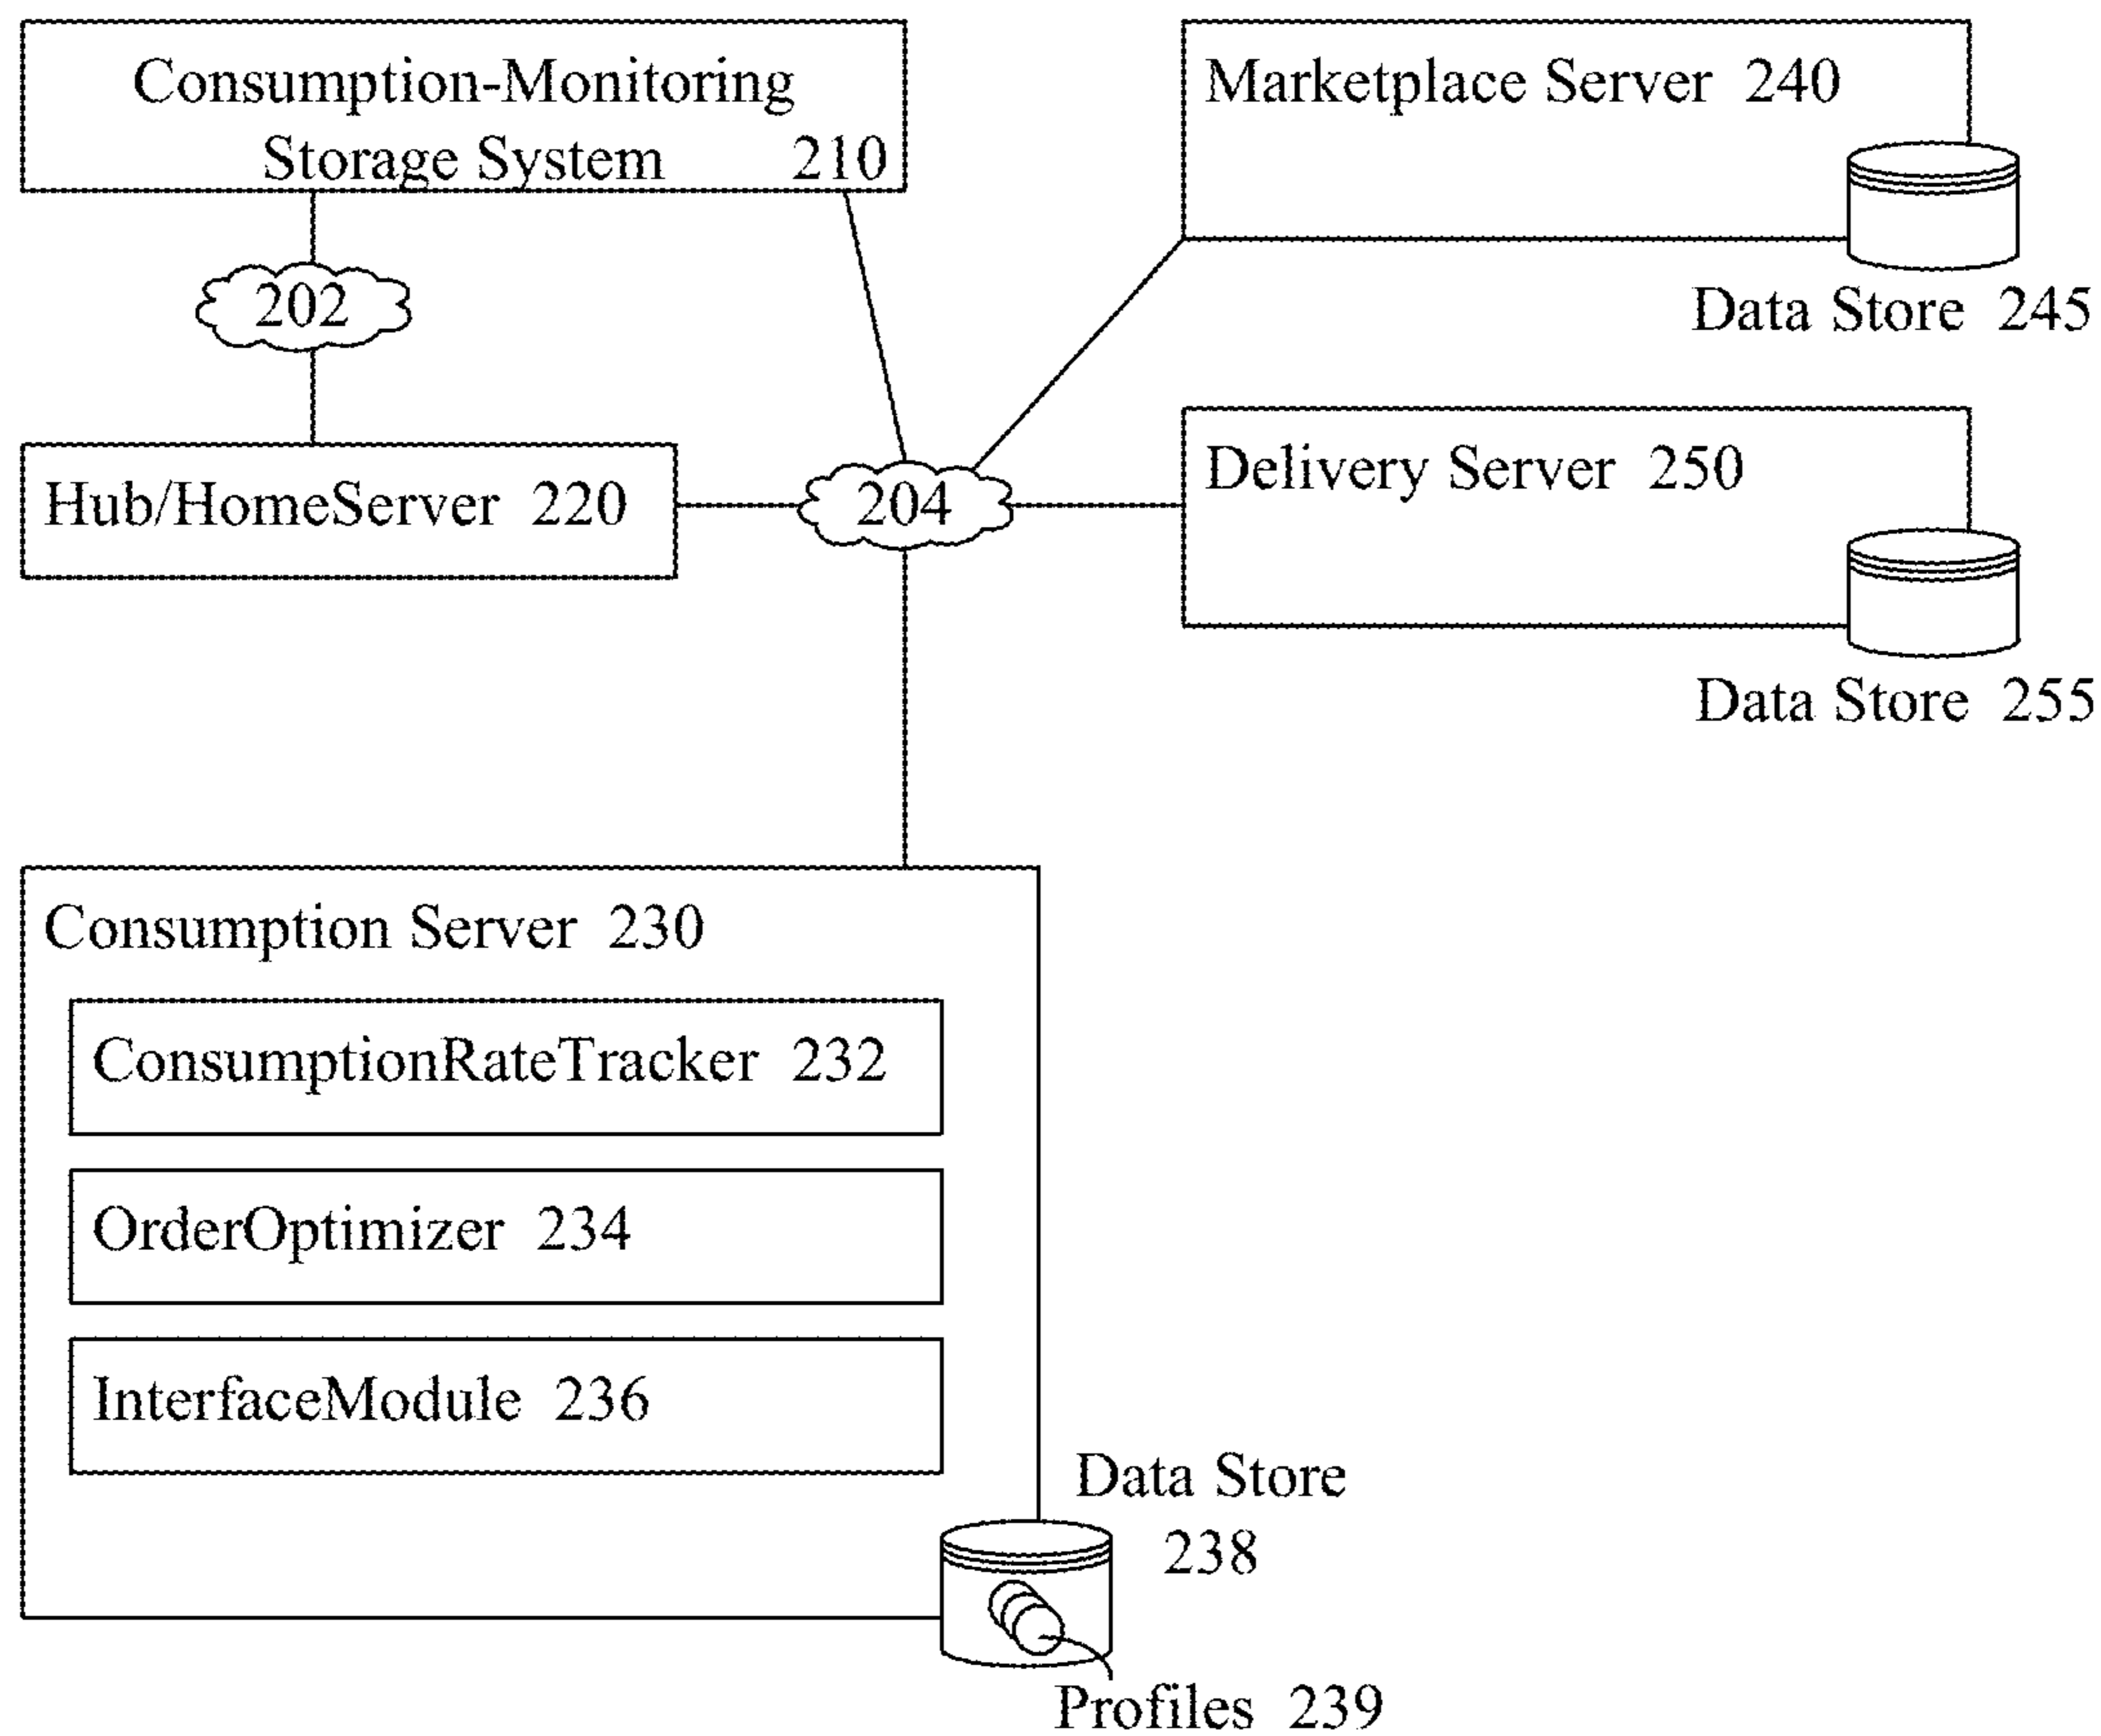 Consumption-Monitoring
Storage System 210
Marketplace Server 240
202
Data Store 245
Hub/HomeServer 220
204
Delivery Server 250
Data Store 255
Consumption Server 230
ConsumptionRateTracker 232
OrderOptimizer 234
InterfaceModule 236
Data Store
238
Profiles 239